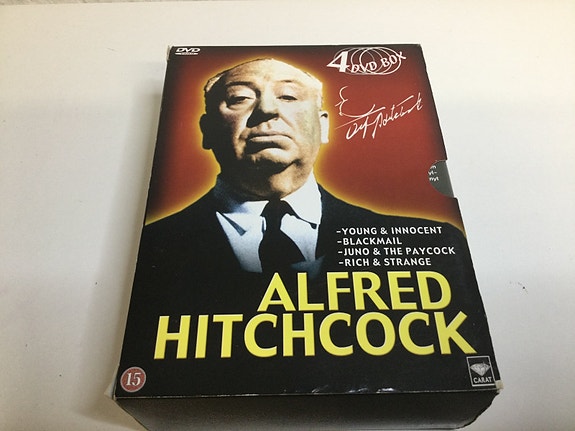 DVD
4 DVD BOX
-YOUNG & INNOCENT
-BLACKMAIL
-JUNO & THE PAYCOCK
-RICH & STRANGE
ALFRED
HITCHCOCK
15
CARAT